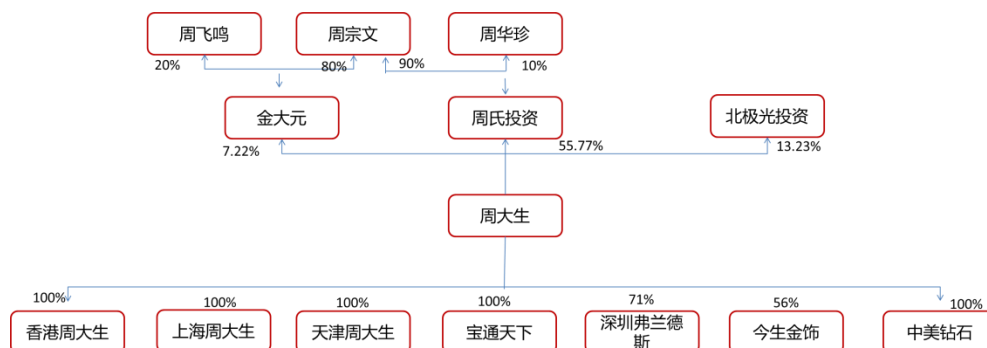 周飞鸣
周宗文
周华珍
20%
80%
90%
10%
金大元
周氏投资
北极光投资
7.22%
55.77%
13.23%
周大生
100%
100%
100%
100%
71%
56%
100%
香港周大生
上海周大生
天津周大生
宝通天下
深圳弗兰德
斯
今生金饰
中美钻石